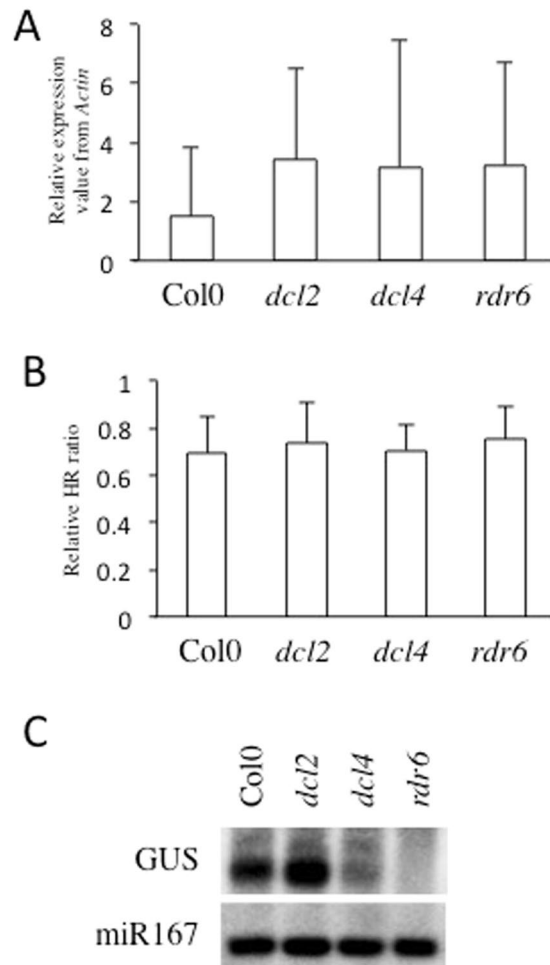 A
Relative expression
value from Actin
8
6
4
2
0
Col0 dcl2 dcl4 rdr6
B
Relative HR ratio
1
0.8
0.6
0.4
0.2
0
Col0 dcl2 dcl4 rdr6
C
Col0 dcl2 dcl4 rdr6
GUS
miR167